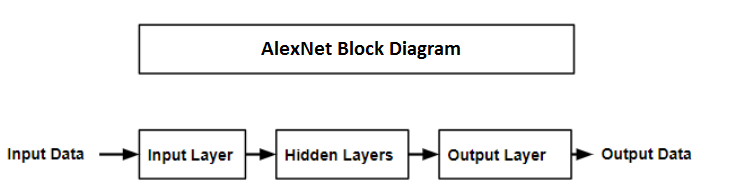 AlexNet Block Diagram
Input Data
Input Layer
Hidden Layers
Output Layer
Output Data